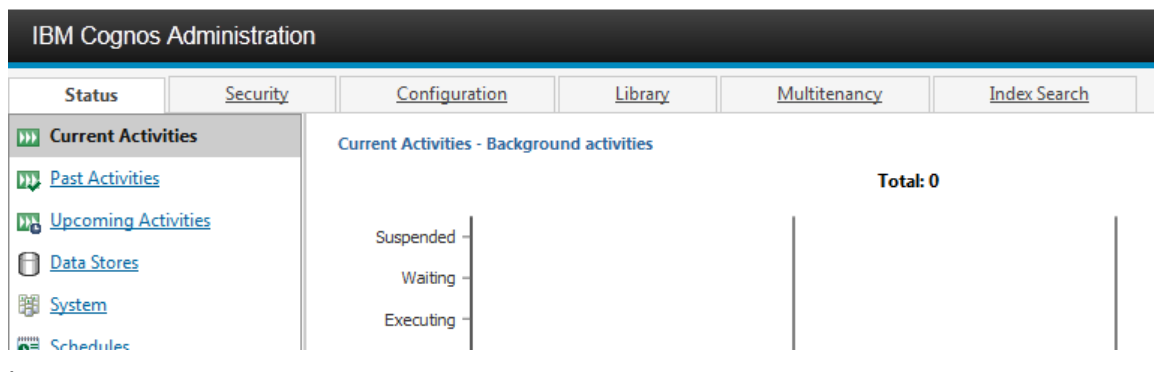 IBM Cognos Administration
Status Security Configuration Library Multitenancy Index Search
Current Activities
Past Activities
Upcoming Activities
Data Stores
System
Schedules
Current Activities - Background activities
Total: 0
Suspended
Waiting
Executing